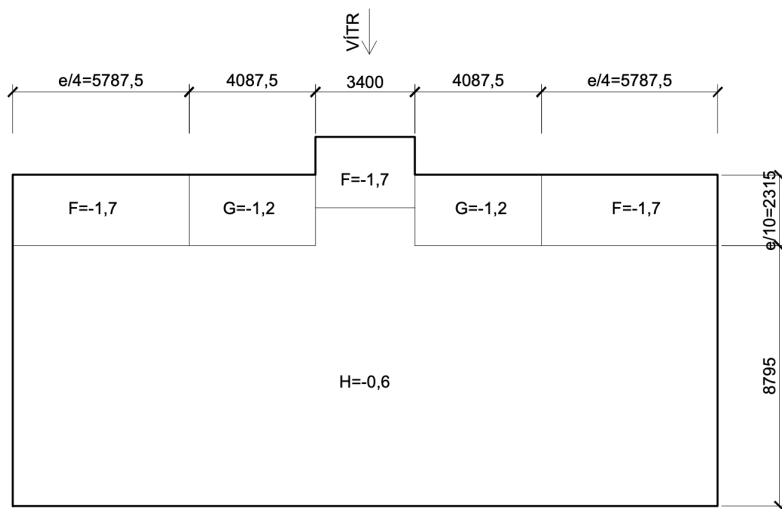 VÍTR
e/4=5787,5
4087,5
3400
4087,5
e/4=5787,5
F=-1,7
F=-1,7
G=-1,2
G=-1,2
F=-1,7
e/10=2315
H=-0,6
8795